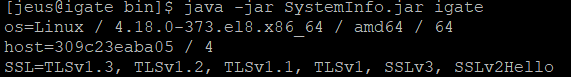 [jeus@igate bin]$ java -jar SystemInfo.jar igate
os=Linux / 4.18.0-373.el8.x86_64 / amd64 / 64
host=309c23eaba05 / 4
SSL=TLSv1.3, TLSv1.2, TLSv1.1, TLSv1, SSLv3, SSLv2Hello